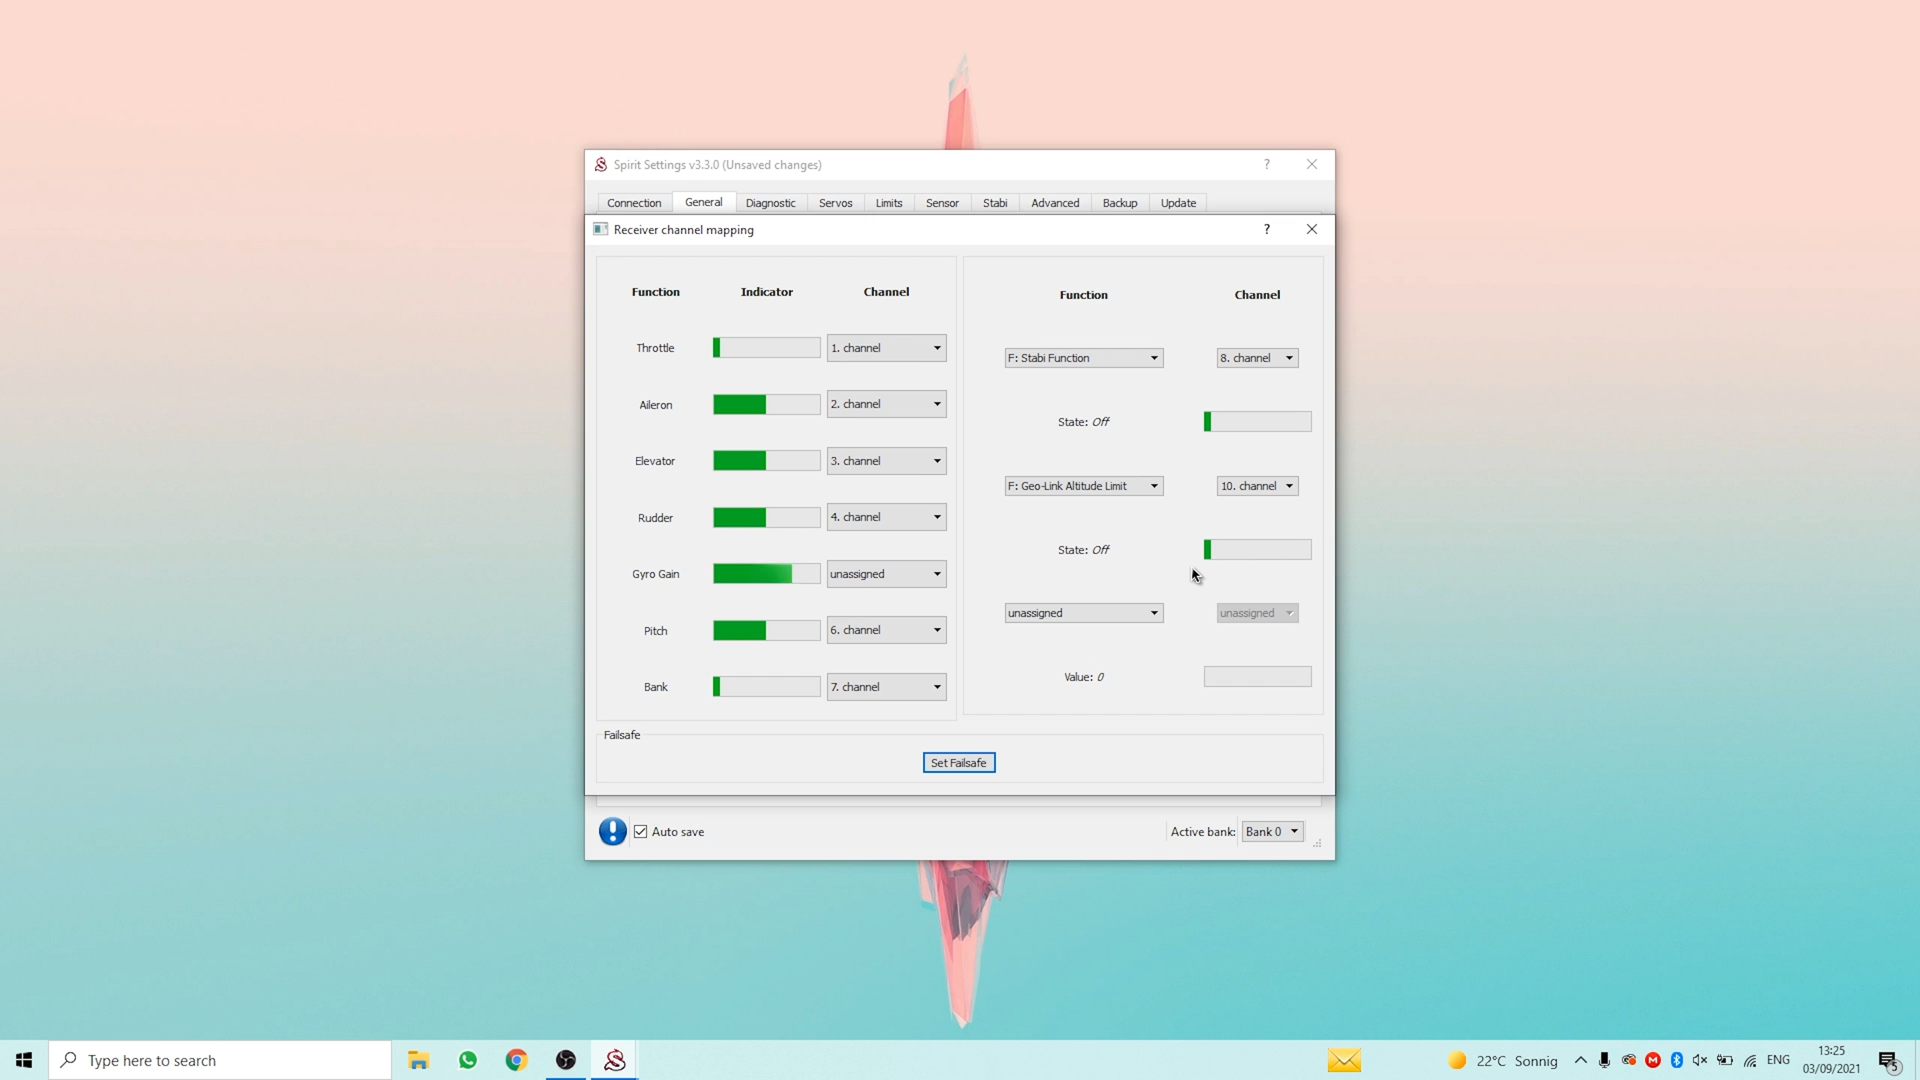 Spirit Settings v3.3.0 (Unsaved changes)
?
Connection General Diagnostic Servos Limits Sensor Stabi Advanced Backup Update
Receiver channel mapping
?
Function Indicator Channel
Throttle 1. channel
Aileron 2. channel
Elevator 3. channel
Rudder 4. channel
Gyro Gain unassigned
Pitch 6. channel
Bank 7. channel
Function Channel
F: Stabi Function 8. channel
State: Off
F: Geo-Link Altitude Limit 10. channel
State: Off
unassigned unassigned
Value: 0
Failsafe
Set Failsafe
Auto save
Active bank: Bank 0
Type here to search
22°C Sonnig
ENG
13:25
03/09/2021
5